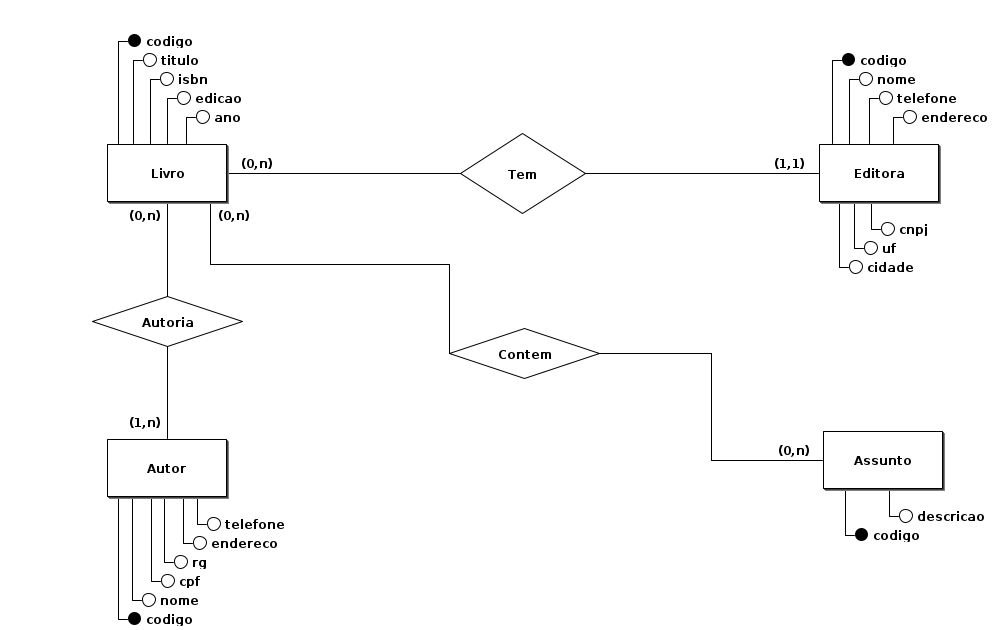 codigo
titulo
isbn
edicao
ano
codigo
nome
telefone
endereco
Livro
(0,n)
Tem
(1,1)
Editora
(0,n)
(0,n)
cnpj
uf
cidade
Autoria
Contem
(1,n)
Autor
(0,n)
Assunto
telefone
endereco
rg
cpf
nome
codigo
descricao
codigo